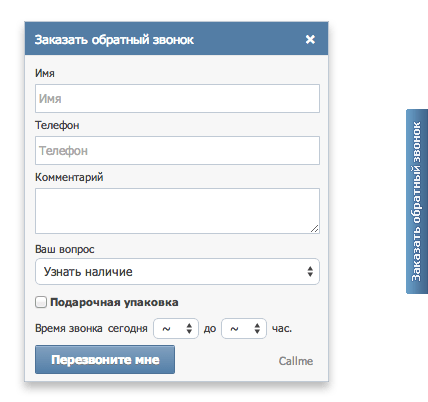 Заказать обратный звонок
Имя
Имя
Телефон
Телефон
Комментарий
Ваш вопрос
Узнать наличие
Подарочная упаковка
Время звонка сегодня ~ до ~ час.
Перезвоните мне Callme
Заказать обратный звонок